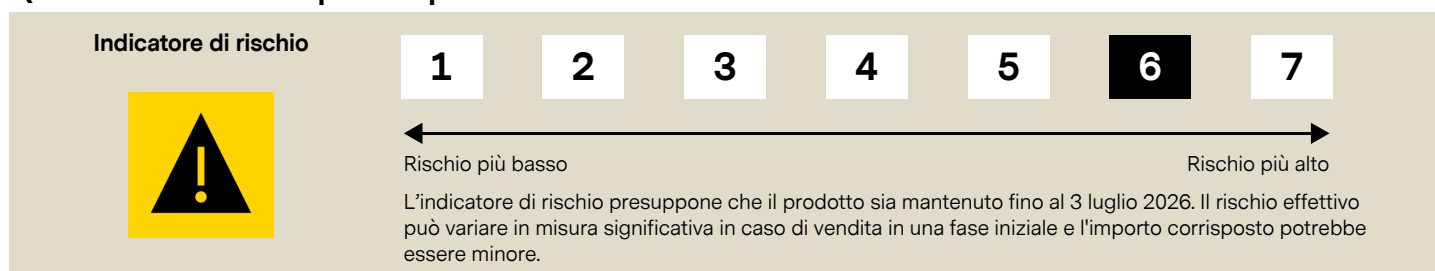 Indicatore di rischio
1 2 3 4 5 6 7
Rischio più basso Rischio più alto
L'indicatore di rischio presuppone che il prodotto sia mantenuto fino al 3 luglio 2026. Il rischio effettivo
può variare in misura significativa in caso di vendita in una fase iniziale e l'importo corrisposto potrebbe
essere minore.